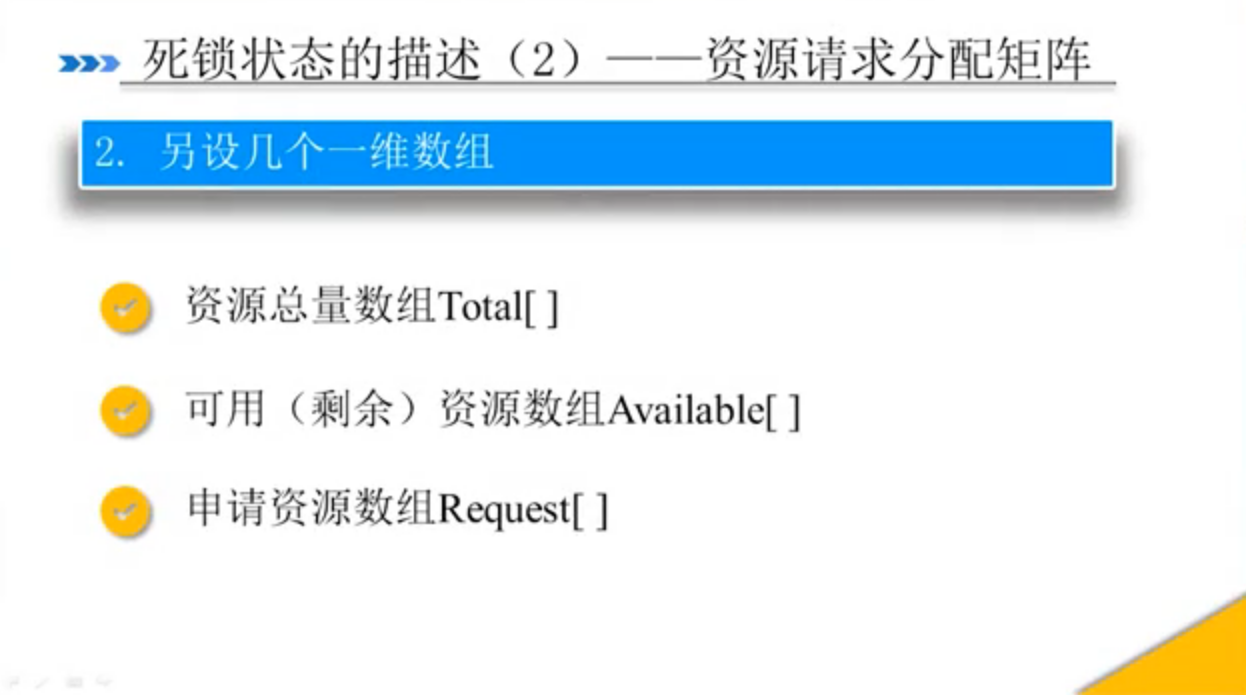 死锁状态的描述（2）——资源请求分配矩阵
2. 另设几个一维数组
资源总量数组Total[ ]
可用（剩余）资源数组Available[ ]
申请资源数组Request[ ]